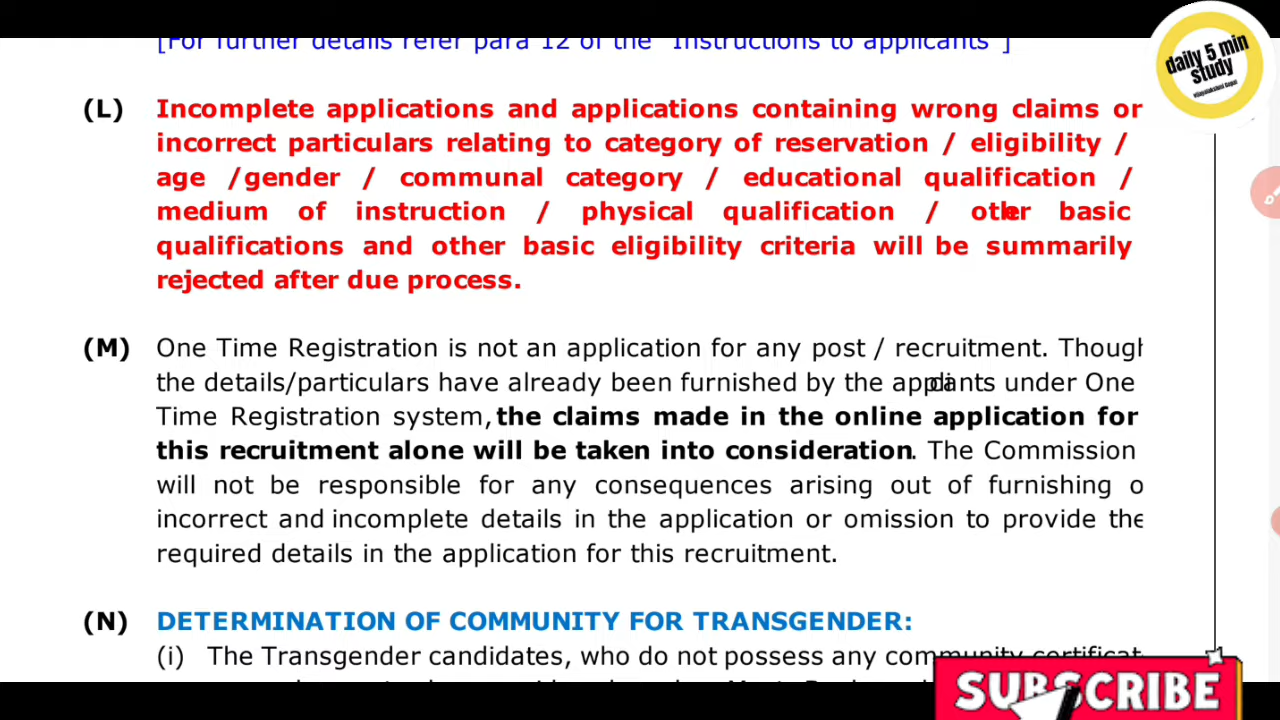 [For further details refer para 12 of the "Instructions to applicants"]
daily 5 min
study
(L) Incomplete applications and applications containing wrong claims or
incorrect particulars relating to category of reservation / eligibility /
age /gender / communal category / educational qualification /
medium of instruction / physical qualification / other basic
qualifications and other basic eligibility criteria will be summarily
rejected after due process.
(M) One Time Registration is not an application for any post / recruitment. Though
the details/particulars have already been furnished by the applicants under One
Time Registration system, the claims made in the online application for
this recruitment alone will be taken into consideration. The Commission
will not be responsible for any consequences arising out of furnishing o
incorrect and incomplete details in the application or omission to provide the
required details in the application for this recruitment.
(N) DETERMINATION OF COMMUNITY FOR TRANSGENDER:
(i) The Transgender candidates, who do not possess any community certificat
SUBSCRIBE